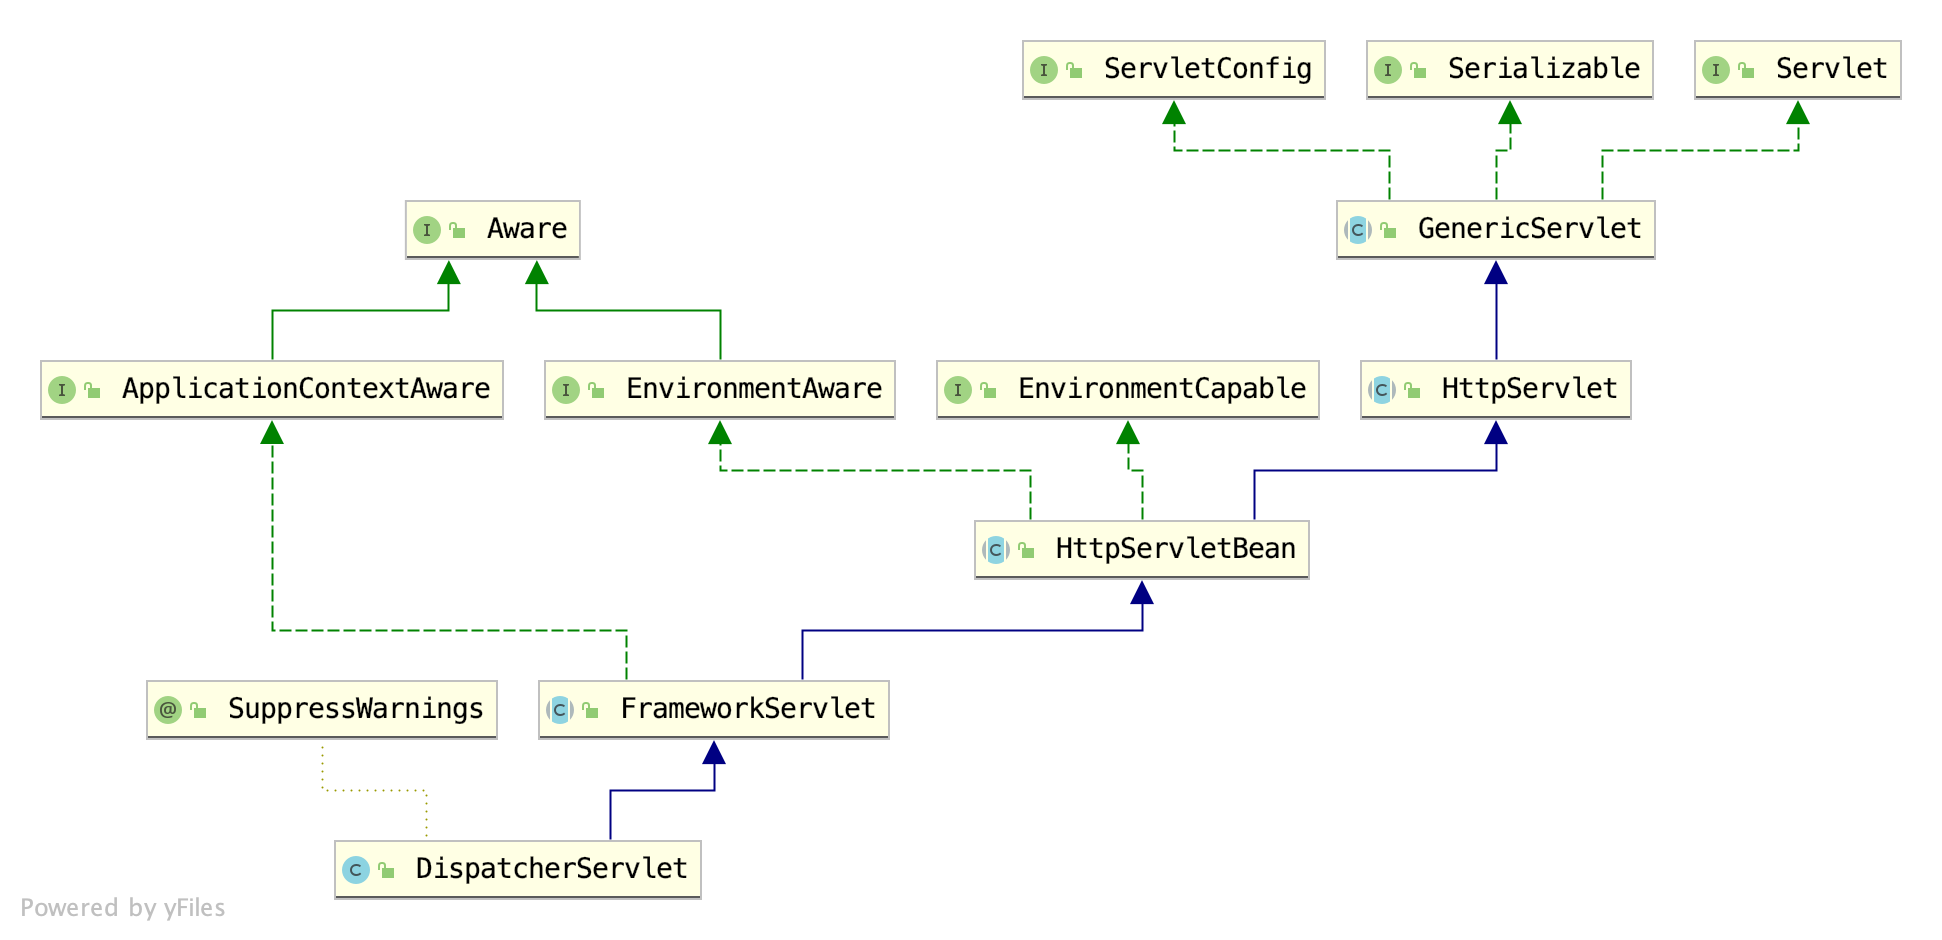 I ServletConfig
I Serializable
I Servlet
I Aware
C GenericServlet
I ApplicationContextAware
I EnvironmentAware
I EnvironmentCapable
C HttpServlet
C HttpServletBean
@ SuppressWarnings
C FrameworkServlet
C DispatcherServlet
Powered by yFiles